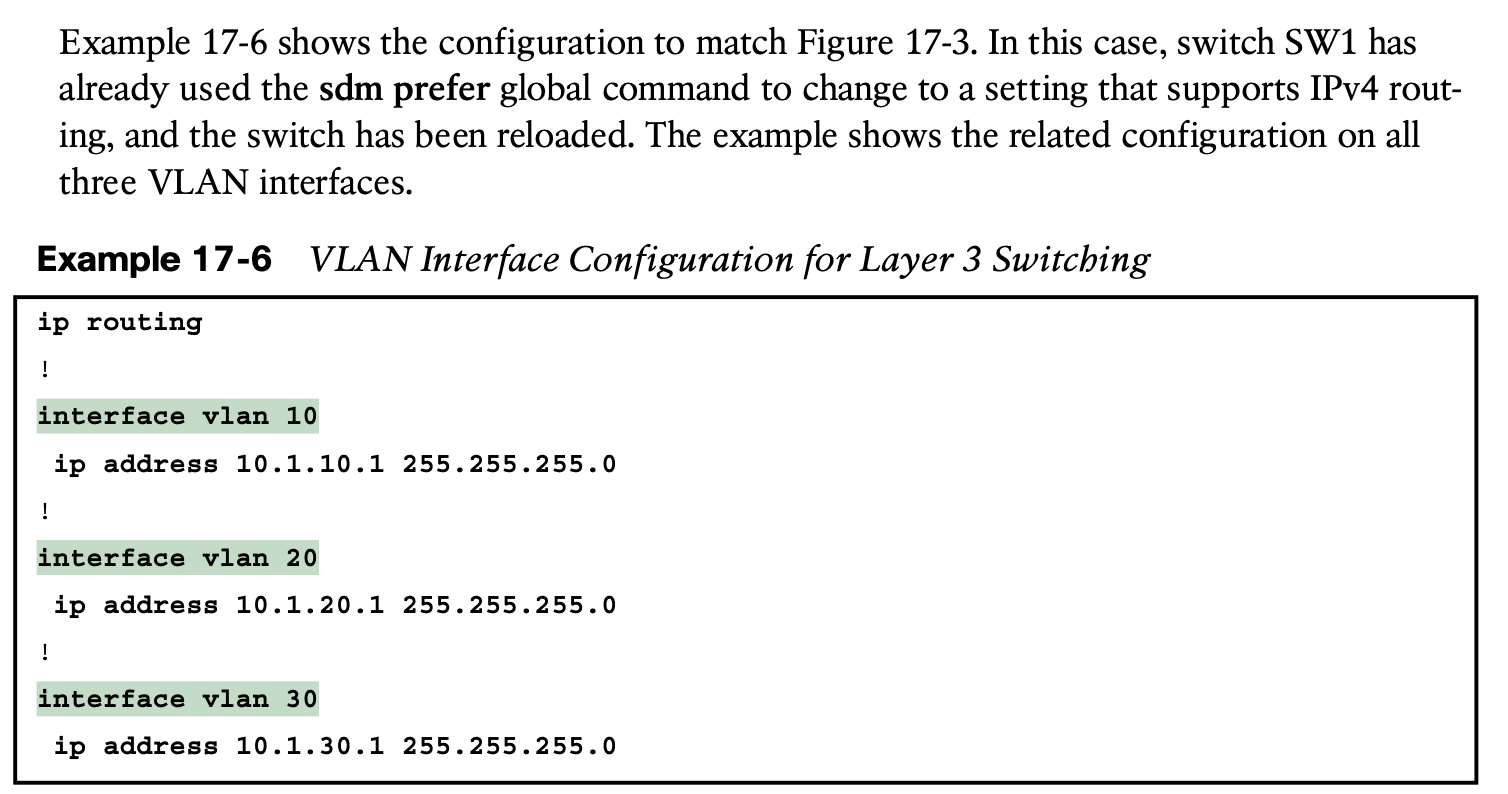 Example 17-6 shows the configuration to match Figure 17-3. In this case, switch SW1 has
already used the sdm prefer global command to change to a setting that supports IPv4 rout-
ing, and the switch has been reloaded. The example shows the related configuration on all
three VLAN interfaces.
Example 17-6 VLAN Interface Configuration for Layer 3 Switching
ip routing
!
interface vlan 10
ip address 10.1.10.1 255.255.255.0
!
interface vlan 20
ip address 10.1.20.1 255.255.255.0
!
interface vlan 30
ip address 10.1.30.1 255.255.255.0